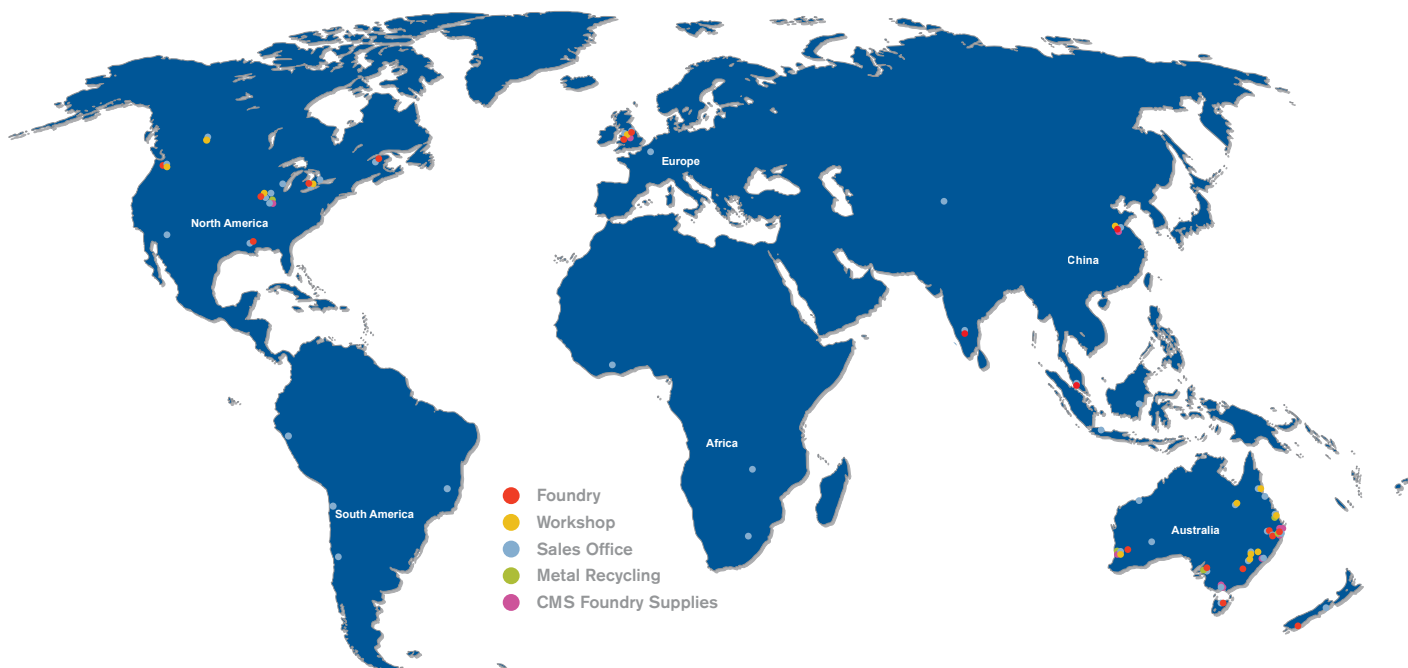 Europe
North America
China
Africa
South America
Australia
Foundry
Workshop
Sales Office
Metal Recycling
CMS Foundry Supplies